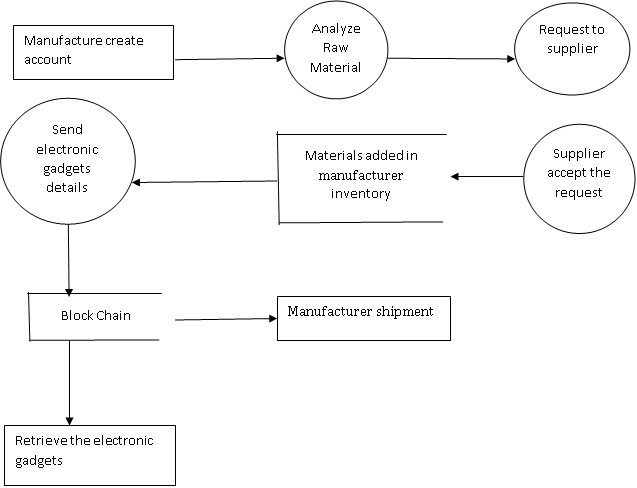 Manufacture create
account
Analyze
Raw
Material
Request to
supplier
Send
electronic
gadgets
details
Materials added in
manufacturer
inventory
Supplier
accept the
request
Block Chain
Manufacturer shipment
Retrieve the electronic
gadgets